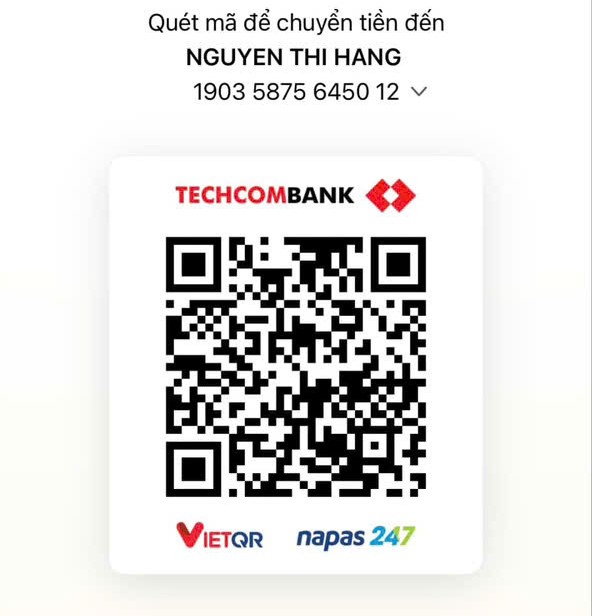 Quét mã để chuyển tiền đến
NGUYEN THI HANG
1903 5875 6450 12
TECHCOMBANK
VIETQR
napas 247